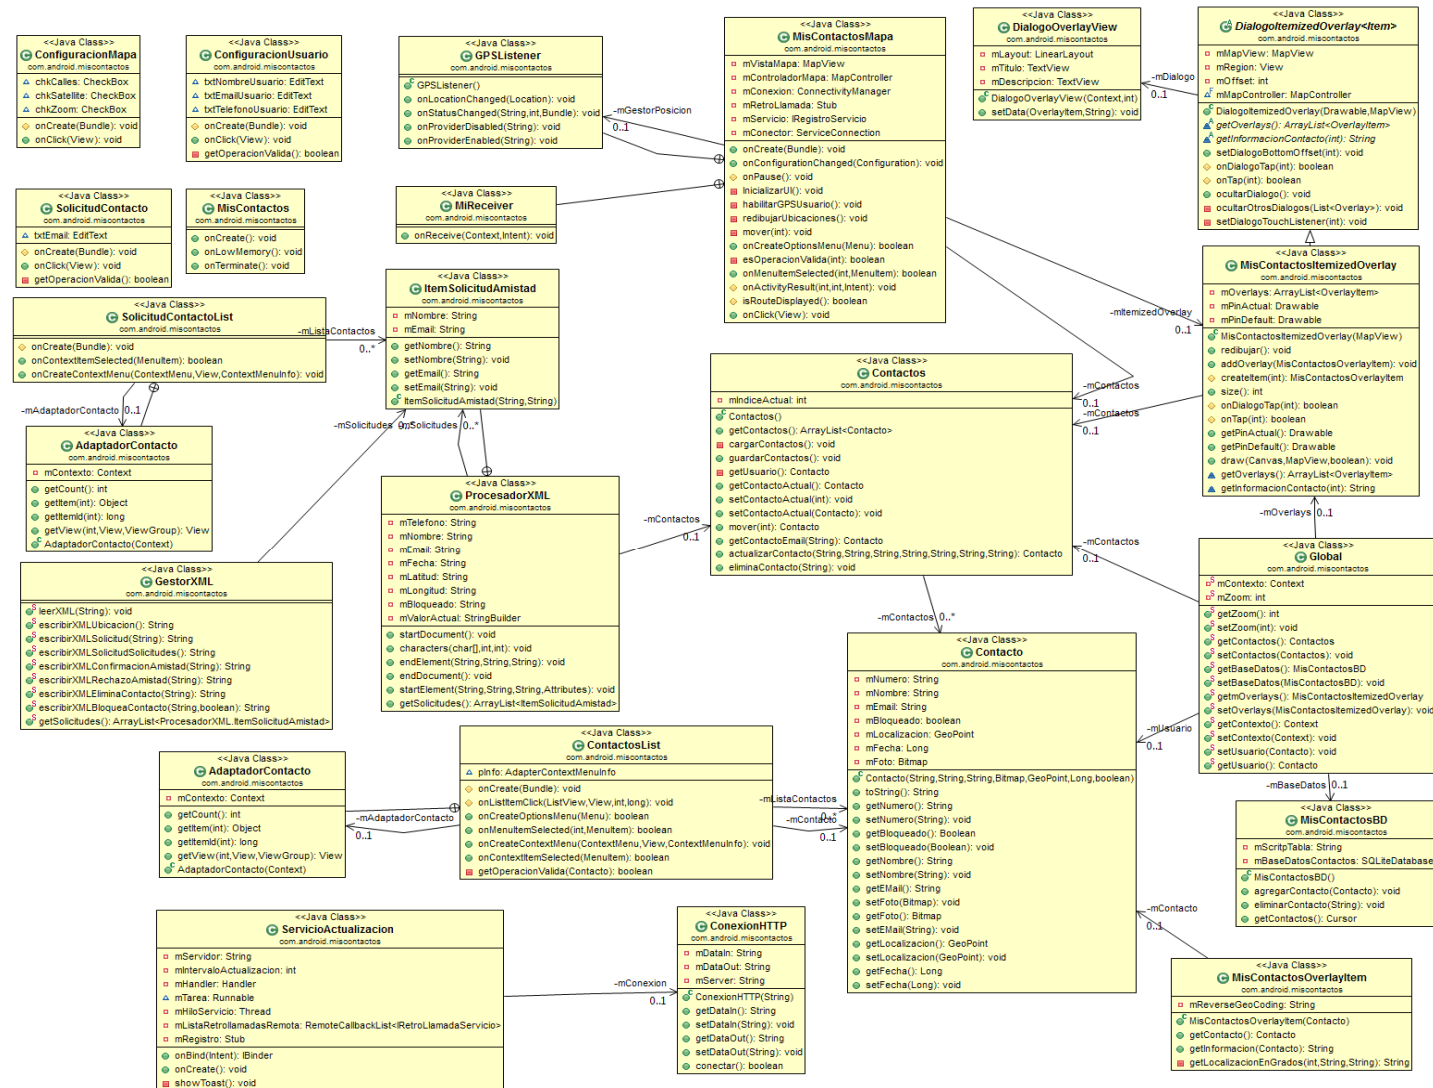 <<Java Class>>
ConfiguracionMapa
com.android.miscontactos
chkCalles: CheckBox
chkSatellite: CheckBox
chkZoom: CheckBox
onCreate(Bundle): void
onClick(View): void
<<Java Class>>
ConfiguracionUsuario
com.android.miscontactos
txtNombreUsuario: EditText
txtEmailUsuario: EditText
txtTelefonoUsuario: EditText
onCreate(Bundle): void
onClick(View): void
getOperacionValida(): boolean
<<Java Class>>
GPSListener
com.android.miscontactos
GPSListener()
onLocationChanged(Location): void
onStatusChanged(String,int,Bundle): void
onProviderDisabled(String): void
onProviderEnabled(String): void
-mGestorPosicion
0..1
<<Java Class>>
MisContactosMapa
com.android.miscontactos
mVistaMapa: MapView
mControladorMapa: MapController
mConexion: ConnectivityManager
mRetroLlamada: Stub
mServicio: IRegistroServicio
mConector: ServiceConnection
onCreate(Bundle): void
onConfigurationChanged(Configuration): void
onPause(): void
InicializarUI(): void
habilitarGPSUsuario(): void
redibujarUbicaciones(): void
mover(int): void
onCreateOptionsMenu(Menu): boolean
esOperacionValida(int): boolean
onMenuItemSelected(int,MenuItem): boolean
onActivityResult(int,int,Intent): void
isRouteDisplayed(): boolean
onClick(View): void
<<Java Class>>
DialogoOverlayView
com.android.miscontactos
mLayout: LinearLayout
mTitulo: TextView
mDescripcion: TextView
DialogoOverlayView(Context,int)
setData(OverlayItem,String): void
-mDialogo
0..1
<<Java Class>>
DialogoItemizedOverlay<Item>
com.android.miscontactos
mMapView: MapView
mRegion: View
mOffset: int
mMapController: MapController
DialogoItemizedOverlay(Drawable,MapView)
getOverlays(): ArrayList<OverlayItem>
getInformacionContacto(int): String
setDialogoBottomOffset(int): void
onDialogoTap(int): boolean
onTap(int): boolean
ocultarDialogo(): void
ocultarOtrosDialogos(List<Overlay>): void
setDialogoTouchListener(int): void
<<Java Class>>
SolicitudContacto
com.android.miscontactos
txtEmail: EditText
onCreate(Bundle): void
onClick(View): void
getOperacionValida(): boolean
<<Java Class>>
MisContactos
com.android.miscontactos
onCreate(): void
onLowMemory(): void
onTerminate(): void
<<Java Class>>
MiReceiver
com.android.miscontactos
onReceive(Context,Intent): void
<<Java Class>>
SolicitudContactoList
com.android.miscontactos
onCreate(Bundle): void
onContextItemSelected(MenuItem): boolean
onCreateContextMenu(ContextMenu,View,ContextMenuInfo): void
-mListaContactos
0..*
<<Java Class>>
ItemSolicitudAmistad
com.android.miscontactos
mNombre: String
mEmail: String
getNombre(): String
setNombre(String): void
getEmail(): String
setEmail(String): void
ItemSolicitudAmistad(String,String)
<<Java Class>>
MisContactosItemizedOverlay
com.android.miscontactos
mOverlays: ArrayList<OverlayItem>
mPinActual: Drawable
mPinDefault: Drawable
MisContactosItemizedOverlay(MapView)
redibujar(): void
addOverlay(MisContactosOverlayItem): void
createItem(int): MisContactosOverlayItem
size(): int
onDialogoTap(int): boolean
onTap(int): boolean
getPinActual(): Drawable
getPinDefault(): Drawable
draw(Canvas,MapView,boolean): void
getOverlays(): ArrayList<OverlayItem>
getInformacionContacto(int): String
-mItemizedOverlay
0..1
-mContactos
0..1
-mContactos
0..1
<<Java Class>>
Contactos
com.android.miscontactos
mIndiceActual: int
Contactos()
getContactos(): ArrayList<Contacto>
cargarContactos(): void
guardarContactos(): void
getUsuario(): Contacto
getContactoActual(): Contacto
setContactoActual(int): void
setContactoActual(Contacto): void
mover(int): Contacto
getContactoEmail(String): Contacto
actualizarContacto(String,String,String,String,String,String): Contacto
eliminaContacto(String): void
-mAdaptadorContacto 0..1
<<Java Class>>
AdaptadorContacto
com.android.miscontactos
mContexto: Context
getCount(): int
getItem(int): Object
getItemId(int): long
getView(int,View,ViewGroup): View
AdaptadorContacto(Context)
-mSolicitudes 0..*
-mSolicitudes 0..*
<<Java Class>>
ProcesadorXML
com.android.miscontactos
mTelefono: String
mNombre: String
mEmail: String
mFecha: String
mLatitud: String
mLongitud: String
mBloqueado: String
mValorActual: StringBuilder
startDocument(): void
characters(char[],int,int): void
endElement(String,String,String): void
endDocument(): void
startElement(String,String,String,Attributes): void
getSolicitudes(): ArrayList<ItemSolicitudAmistad>
-mContactos
0..1
<<Java Class>>
GestorXML
com.android.miscontactos
leerXML(String): void
escribirXMLUbicacion(): String
escribirXMLSolicitud(String): String
escribirXMLSolicitudSolicitudes(): String
escribirXMLConfirmacionAmistad(String): String
escribirXMLRechazoAmistad(String): String
escribirXMLEliminaContacto(String): String
escribirXMLBloqueaContacto(String,boolean): String
getSolicitudes(): ArrayList<ProcesadorXML.ItemSolicitudAmistad>
-mOverlays 0..1
-mContactos
0..1
<<Java Class>>
Global
com.android.miscontactos
mContexto: Context
mZoom: int
getZoom(): int
setZoom(int): void
getContactos(): Contactos
setContactos(Contactos): void
getBaseDatos(): MisContactosBD
setBaseDatos(MisContactosBD): void
getmOverlays(): MisContactosItemizedOverlay
setOverlays(MisContactosItemizedOverlay): void
getContexto(): Context
setContexto(Context): void
setUsuario(Contacto): void
getUsuario(): Contacto
-mUsuario
0..1
-mContactos 0..*
<<Java Class>>
Contacto
com.android.miscontactos
mNumero: String
mNombre: String
mEmail: String
mBloqueado: boolean
mLocalizacion: GeoPoint
mFecha: Long
mFoto: Bitmap
Contacto(String,String,String,Bitmap,GeoPoint,Long,boolean)
toString(): String
getNumero(): String
setNumero(String): void
getBloqueado(): Boolean
setBloqueado(Boolean): void
getNombre(): String
setNombre(String): void
getEMail(): String
setFoto(Bitmap): void
getFoto(): Bitmap
setEMail(String): void
getLocalizacion(): GeoPoint
setLocalizacion(GeoPoint): void
getFecha(): Long
setFecha(Long): void
<<Java Class>>
AdaptadorContacto
com.android.miscontactos
mContexto: Context
getCount(): int
getItem(int): Object
getItemId(int): long
getView(int,View,ViewGroup): View
AdaptadorContacto(Context)
-mAdaptadorContacto
0..1
<<Java Class>>
ContactosList
com.android.miscontactos
pInfo: AdapterContextMenuInfo
onCreate(Bundle): void
onListItemClick(ListView,View,int,long): void
onCreateOptionsMenu(Menu): boolean
onMenuItemSelected(int,MenuItem): boolean
onCreateContextMenu(ContextMenu,View,ContextMenuInfo): void
onContextItemSelected(MenuItem): boolean
getOperacionValida(Contacto): boolean
-mListaContactos
0..*
-mContacto
0..1
-mBaseDatos 0..1
<<Java Class>>
MisContactosBD
com.android.miscontactos
mScritpTabla: String
mBaseDatosContactos: SQLiteDatabase
MisContactosBD()
agregarContacto(Contacto): void
eliminarContacto(String): void
getContactos(): Cursor
-mContacto
0..1
<<Java Class>>
MisContactosOverlayItem
com.android.miscontactos
mReverseGeoCoding: String
MisContactosOverlayItem(Contacto)
getContacto(): Contacto
getInformacion(Contacto): String
getLocalizacionEnGrados(int,String,String): String
<<Java Class>>
ServicioActualizacion
com.android.miscontactos
mServidor: String
mIntervaloActualizacion: int
mHandler: Handler
mTarea: Runnable
mHiloServicio: Thread
mListaRetrollamadasRemota: RemoteCallbackList<IRetroLlamadaServicio>
mRegistro: Stub
onBind(Intent): IBinder
onCreate(): void
showToast(): void
-mConexion
0..1
<<Java Class>>
ConexionHTTP
com.android.miscontactos
mDataIn: String
mDataOut: String
mServer: String
ConexionHTTP(String)
getDataIn(): String
setDataIn(String): void
getDataOut(): String
setDataOut(String): void
conectar(): boolean